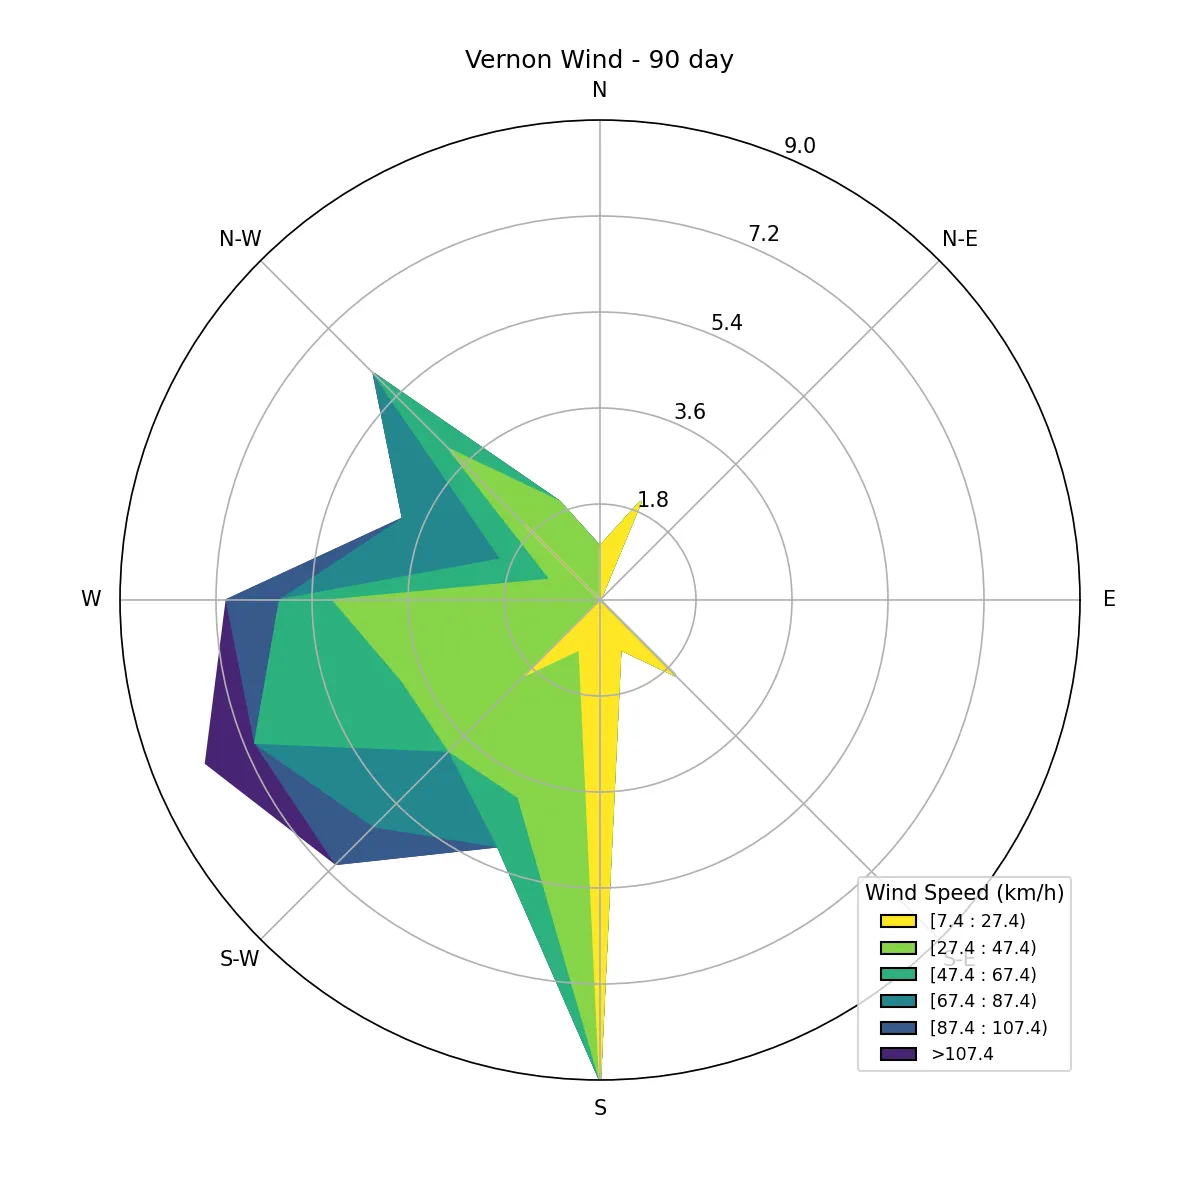 Vernon Wind - 90 day
N
9.0
7.2
N-W
N-E
5.4
3.6
1.8
W
E
Wind Speed (km/h)
[7.4 : 27.4)
[27.4 : 47.4)
S-W
S-E
[47.4 : 67.4)
[67.4 : 87.4)
[87.4 : 107.4)
>107.4
S